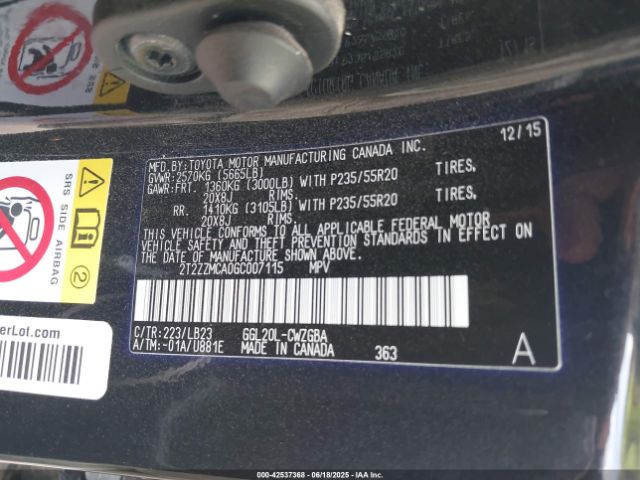 12/15
MFD.BY:TOYOTA MOTOR MANUFACTURING CANADA INC.
GVWR:2570KG (5665LB)
GAWR:FRT. 1360KG (3000LB) WITH P235/55R20 TIRES,
20X8J RIMS
RR. 1410KG (3105LB) WITH P235/55R20 TIRES,
20X8J RIMS
THIS VEHICLE CONFORMS TO ALL APPLICABLE FEDERAL MOTOR
VEHICLE SAFETY AND THEFT PREVENTION STANDARDS IN EFFECT ON
THE DATE OF MANUFACTURE SHOWN ABOVE.
2T2ZZMCA0GC007115 MPV
C/TR:223/LB23 GGL20L-CWZGBA
A/TM:-01A/U881E MADE IN CANADA 363
A
SRS SIDE AIRBAG
2
erLot.com
000-42537368 - 06/18/2025 - IAAI.COM